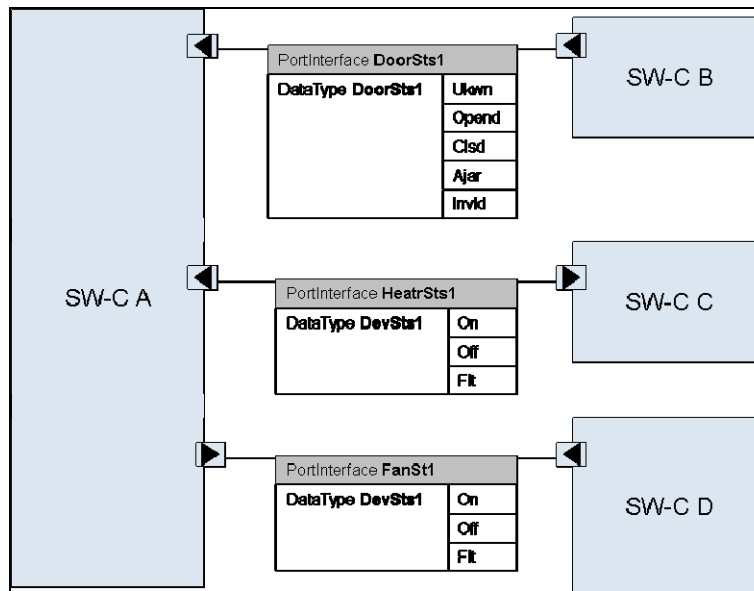 SW-C A
PortInterface DoorSts1
DataType DoorSts1
Ukwn
Opend
Clsd
Ajar
Invld
SW-C B
PortInterface HeatrSts1
DataType DevSts1
On
Off
Flt
SW-C C
PortInterface FanSt1
DataType DevSts1
On
Off
Flt
SW-C D